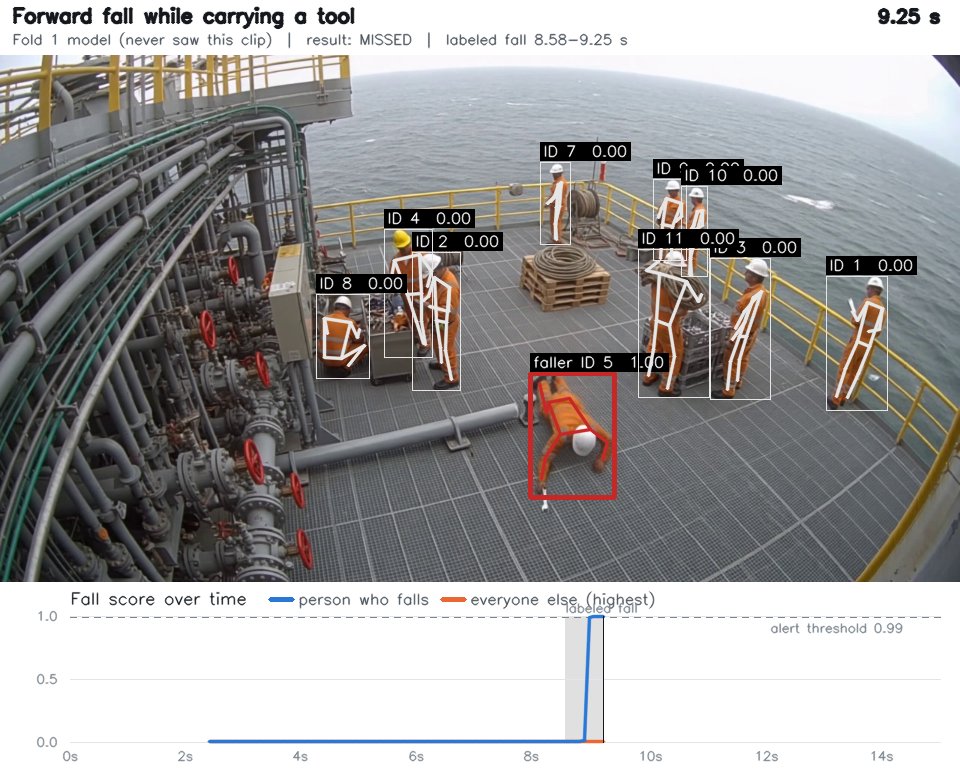 Forward fall while carrying a tool
9.25 s
Fold 1 model (never saw this clip) | result: MISSED | labeled fall 8.58–9.25 s
ID 7 0.00
ID 10 0.00
ID 4 0.00
ID 2 0.00
ID 11 0.00
3 0.00
ID 1 0.00
ID 8 0.00
faller ID 5 1.00
Fall score over time
person who falls
everyone else (highest)
labeled fall
1.0
alert threshold 0.99
0.5
0.0
0s 2s 4s 6s 8s 10s 12s 14s